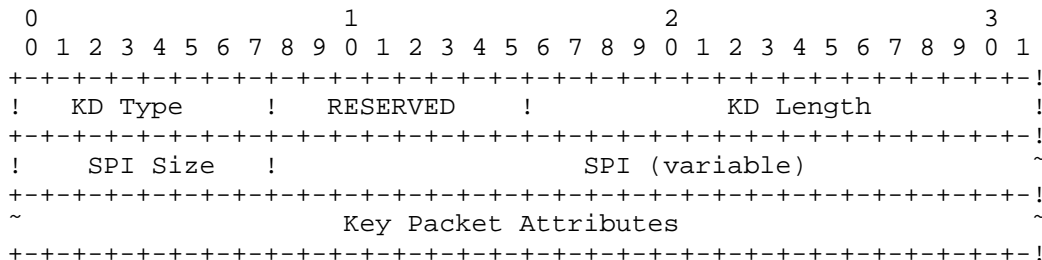 0                   1                   2                   3
 0 1 2 3 4 5 6 7 8 9 0 1 2 3 4 5 6 7 8 9 0 1 2 3 4 5 6 7 8 9 0 1
+-+-+-+-+-+-+-+-+-+-+-+-+-+-+-+-+-+-+-+-+-+-+-+-+-+-+-+-+-+-+-+-!
!   KD Type     !   RESERVED    !            KD Length          !
+-+-+-+-+-+-+-+-+-+-+-+-+-+-+-+-+-+-+-+-+-+-+-+-+-+-+-+-+-+-+-+-!
!    SPI Size   !                   SPI (variable)              ~
+-+-+-+-+-+-+-+-+-+-+-+-+-+-+-+-+-+-+-+-+-+-+-+-+-+-+-+-+-+-+-+-!
~                    Key Packet Attributes                      ~
+-+-+-+-+-+-+-+-+-+-+-+-+-+-+-+-+-+-+-+-+-+-+-+-+-+-+-+-+-+-+-+-!